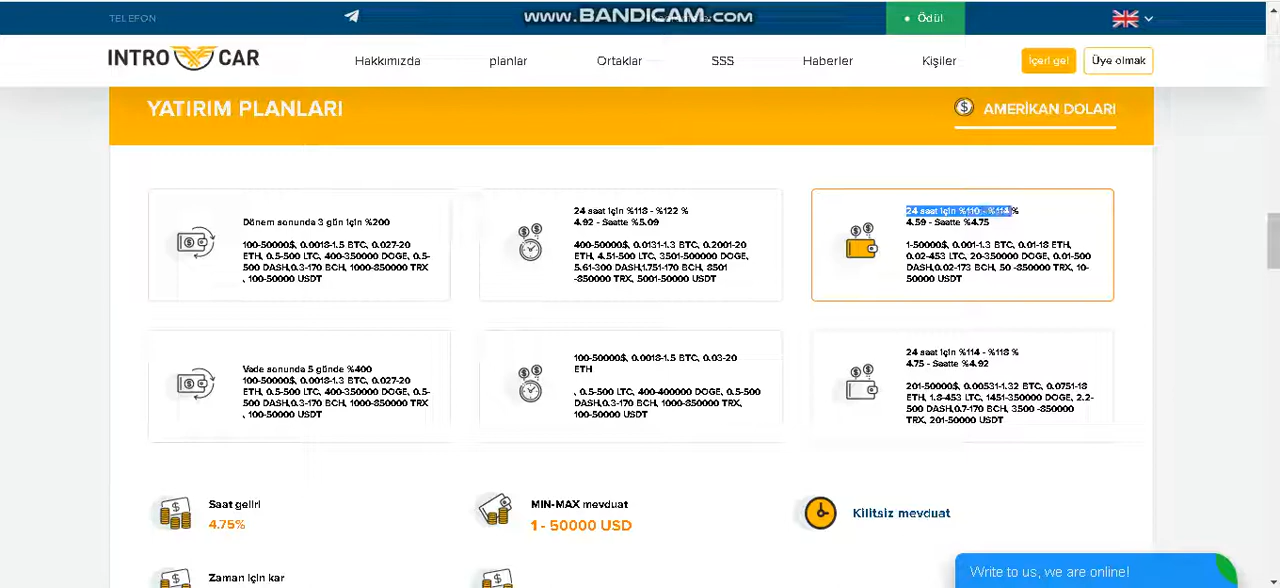 TELEFON
www.BANDICAM.COM
Ödül
INTRO CAR
Hakkımızda
planlar
Ortaklar
SSS
Haberler
Kişiler
İçeri gel
Üye olmak
YATIRIM PLANLARI
AMERİKAN DOLARI
Dönem sonunda 3 gün için %200
100-50000$, 0.0018-1.5 BTC, 0.027-20
ETH, 0.5-500 LTC, 400-350000 DOGE, 0.5-
500 DASH,0.3-170 BCH, 1000-850000 TRX
, 100-50000 USDT
24 saat için %118 - %122 %
4.92 - Saatte %5.09
400-50000$, 0.0131-1.3 BTC, 0.2001-20
ETH, 4.51-500 LTC, 3501-500000 DOGE,
5.61-300 DASH,1.751-170 BCH, 8501
-850000 TRX, 5001-50000 USDT
24 saat için %110 - %114 %
4.59 - Saatte %4.75
1-50000$, 0.001-1.3 BTC, 0.01-18 ETH,
0.02-453 LTC, 20-350000 DOGE, 0.01-500
DASH,0.02-173 BCH, 50 -850000 TRX, 10-
50000 USDT
Vade sonunda 5 günde %400
100-50000$, 0.0018-1.3 BTC, 0.027-20
ETH, 0.5-500 LTC, 400-350000 DOGE, 0.5-
500 DASH,0.3-170 BCH, 1000-850000 TRX
, 100-50000 USDT
100-50000$, 0.0018-1.5 BTC, 0.03-20
ETH
, 0.5-500 LTC, 400-400000 DOGE, 0.5-500
DASH,0.3-170 BCH, 1000-850000 TRX,
100-50000 USDT
24 saat için %114 - %118 %
4.75 - Saatte %4.92
201-50000$, 0.00531-1.32 BTC, 0.0751-18
ETH, 1.8-453 LTC, 1451-350000 DOGE, 2.2-
500 DASH,0.7-170 BCH, 3500 -850000
TRX, 201-50000 USDT
Saat geliri
4.75%
MIN-MAX mevduat
1 - 50000 USD
Kilitsiz mevduat
Zaman için kar
Write to us, we are online!